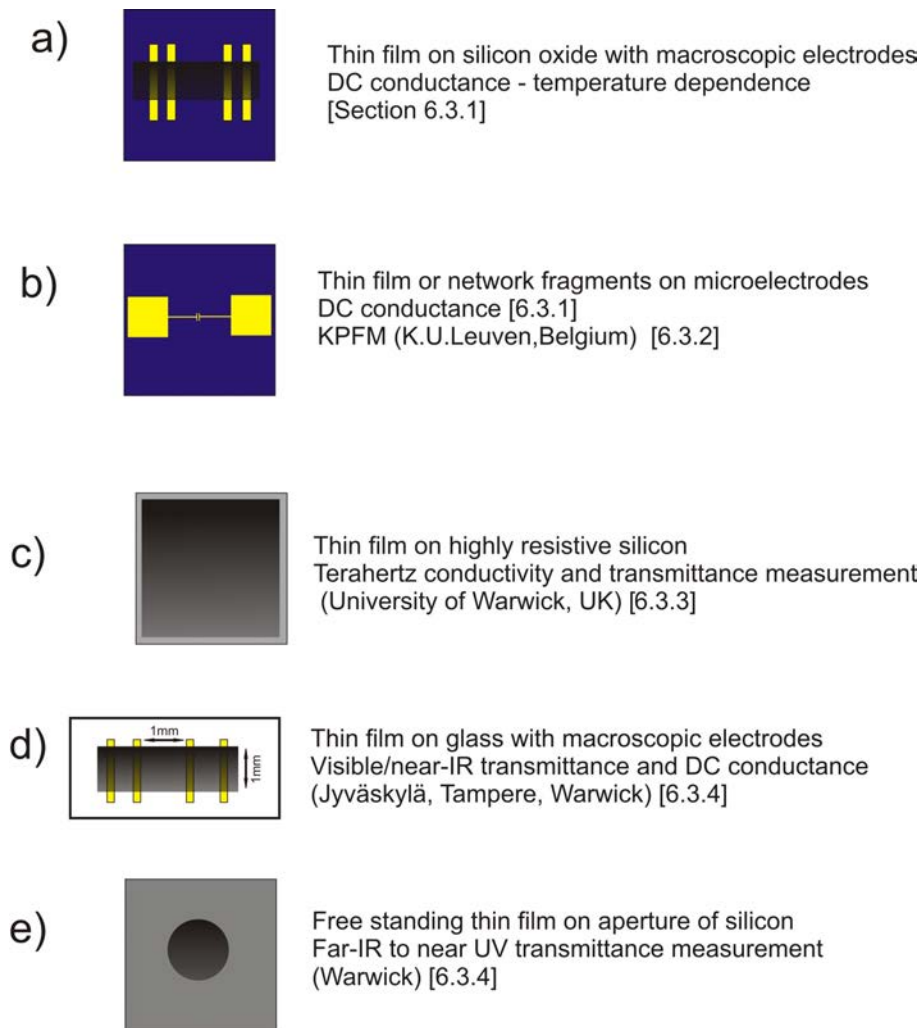 a)
Thin film on silicon oxide with macroscopic electrodes
DC conductance - temperature dependence
[Section 6.3.1]
b)
Thin film or network fragments on microelectrodes
DC conductance [6.3.1]
KPFM (K.U.Leuven,Belgium) [6.3.2]
c)
Thin film on highly resistive silicon
Terahertz conductivity and transmittance measurement
(University of Warwick, UK) [6.3.3]
d)
1mm
1mm
Thin film on glass with macroscopic electrodes
Visible/near-IR transmittance and DC conductance
(Jyväskylä, Tampere, Warwick) [6.3.4]
e)
Free standing thin film on aperture of silicon
Far-IR to near UV transmittance measurement
(Warwick) [6.3.4]